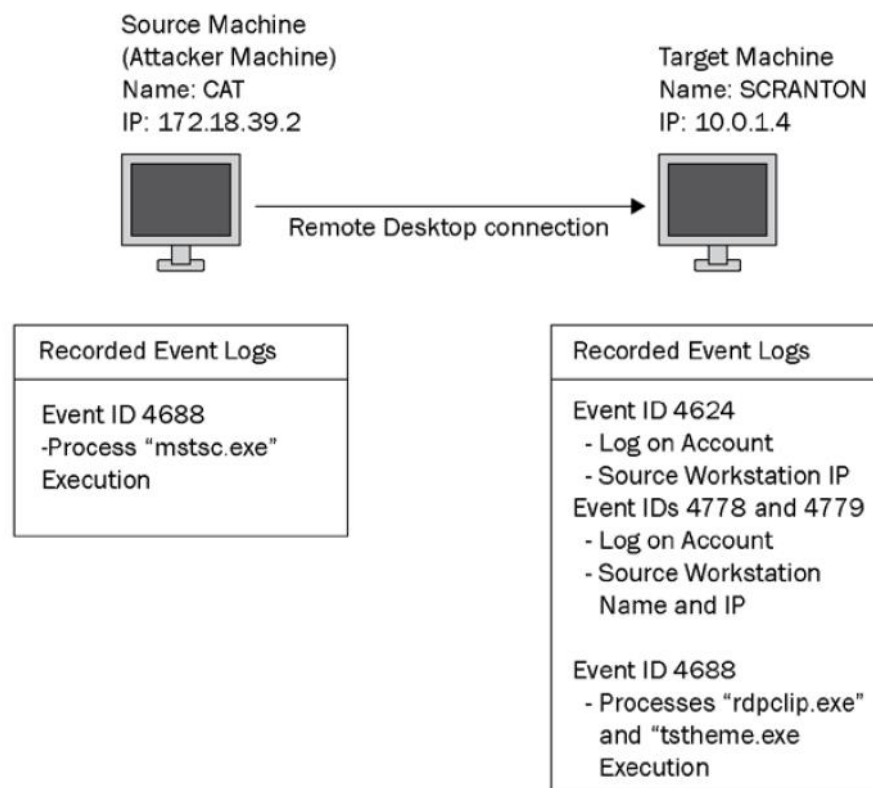 Source Machine
(Attacker Machine)
Name: CAT
IP: 172.18.39.2
Target Machine
Name: SCRANTON
IP: 10.0.1.4
Remote Desktop connection
Recorded Event Logs
Event ID 4688
-Process “mstsc.exe”
Execution
Recorded Event Logs
Event ID 4624
- Log on Account
- Source Workstation IP
Event IDs 4778 and 4779
- Log on Account
- Source Workstation
Name and IP
Event ID 4688
- Processes “rdpclip.exe”
and “tstheme.exe
Execution